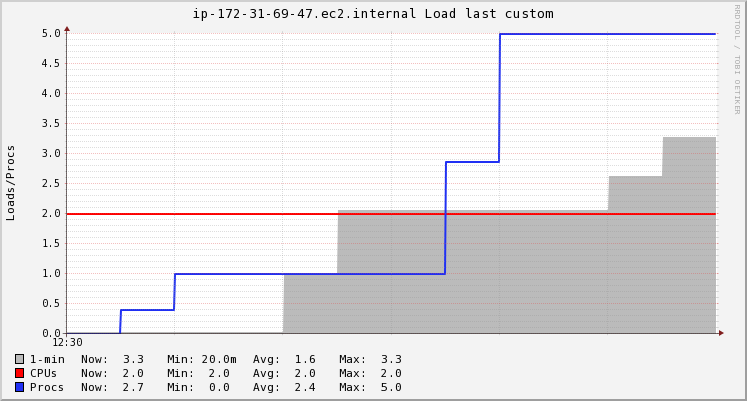 ip-172-31-69-47.ec2.internal Load last custom
RRDTOOL / TOBI OETIKER
Loads/Procs
5.0
4.5
4.0
3.5
3.0
2.5
2.0
1.5
1.0
0.5
0.0
12:30
1-min Now: 3.3 Min: 20.0m Avg: 1.6 Max: 3.3
CPUs Now: 2.0 Min: 2.0 Avg: 2.0 Max: 2.0
Procs Now: 2.7 Min: 0.0 Avg: 2.4 Max: 5.0